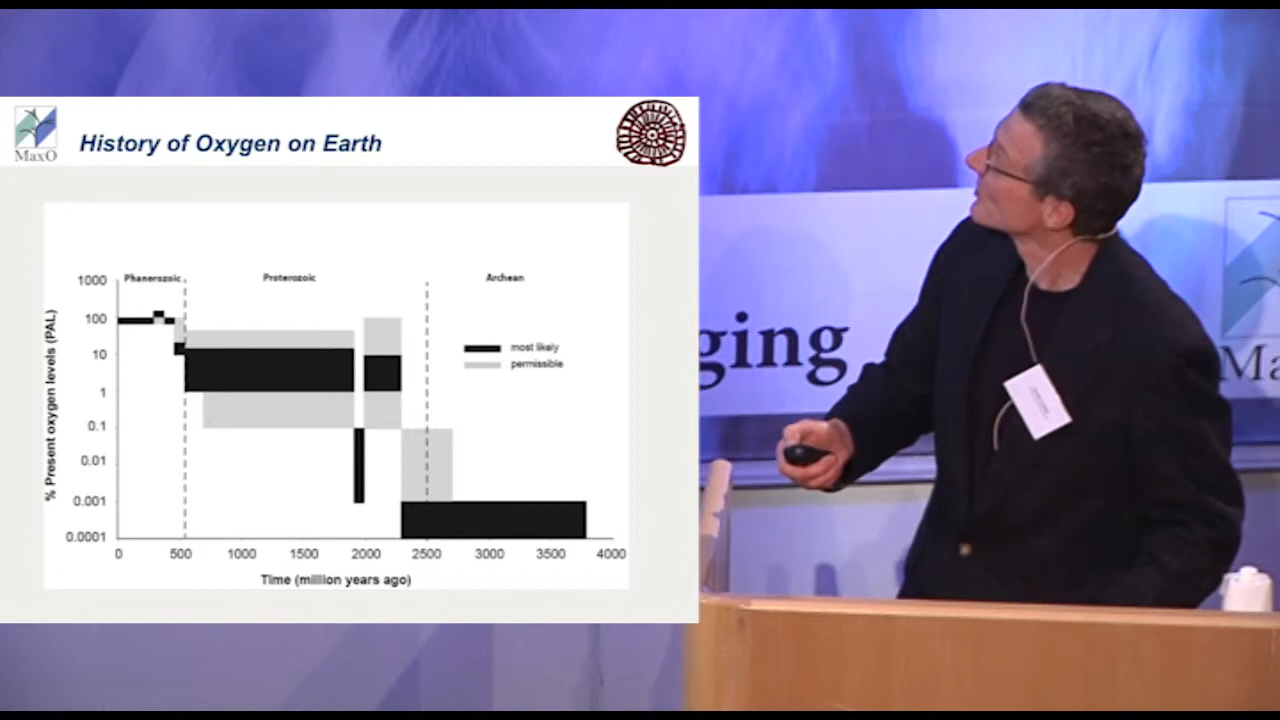 MaxO
History of Oxygen on Earth
Phanerozoic
Proterozoic
Archean
1000
100
10
1
0.1
0.01
0.001
0.0001
% Present oxygen levels (PAL)
most likely
permissible
0 500 1000 1500 2000 2500 3000 3500 4000
Time (million years ago)
ging
Ma